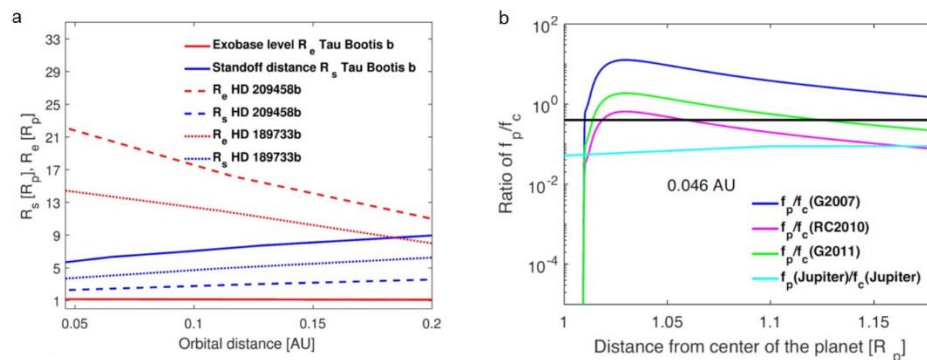 a
33
29
25
21
17
13
9
5
1
R_s [R_p], R_e [R_p]
Exobase level R_e Tau Bootis b
Standoff distance R_s Tau Bootis b
R_e HD 209458b
R_s HD 209458b
R_e HD 189733b
R_s HD 189733b
0.05
0.1
0.15
0.2
Orbital distance [AU]
b
10^2
10^0
10^-2
10^-4
Ratio of f_p/f_c
0.046 AU
f_p/f_c(G2007)
f_p/f_c(RC2010)
f_p/f_c(G2011)
f_p(Jupiter)/f_c(Jupiter)
1
1.05
1.1
1.15
Distance from center of the planet [R_p]